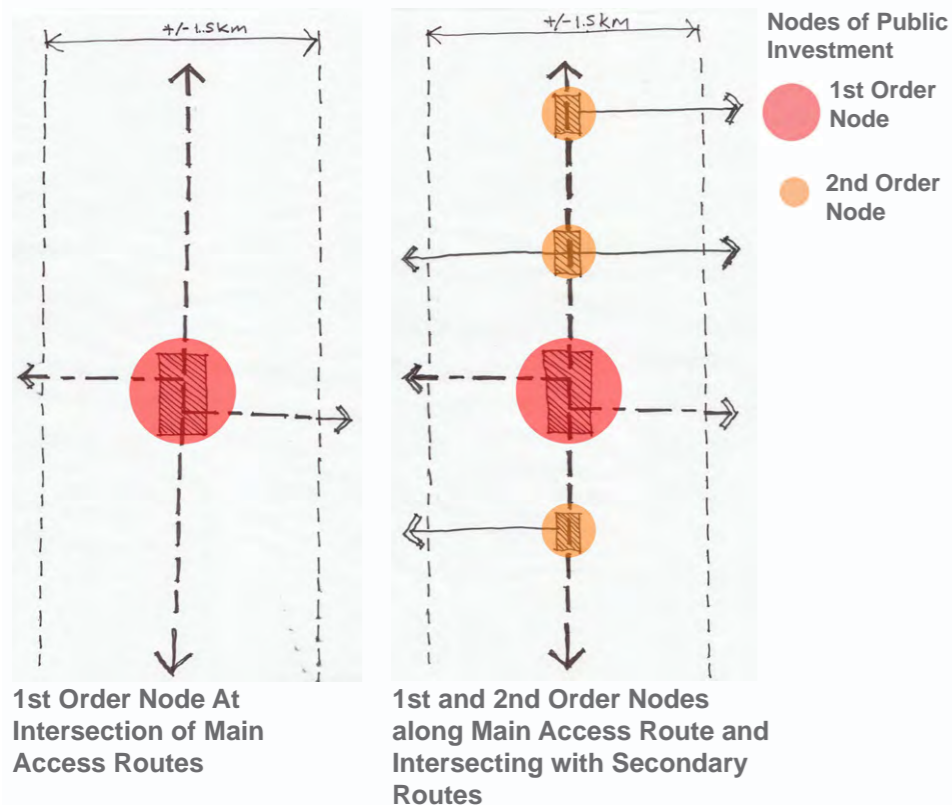 +/-1.5km
+/-1.5km
Nodes of Public
Investment
1st Order
Node
2nd Order
Node
1st Order Node At
Intersection of Main
Access Routes
1st and 2nd Order Nodes
along Main Access Route and
Intersecting with Secondary
Routes